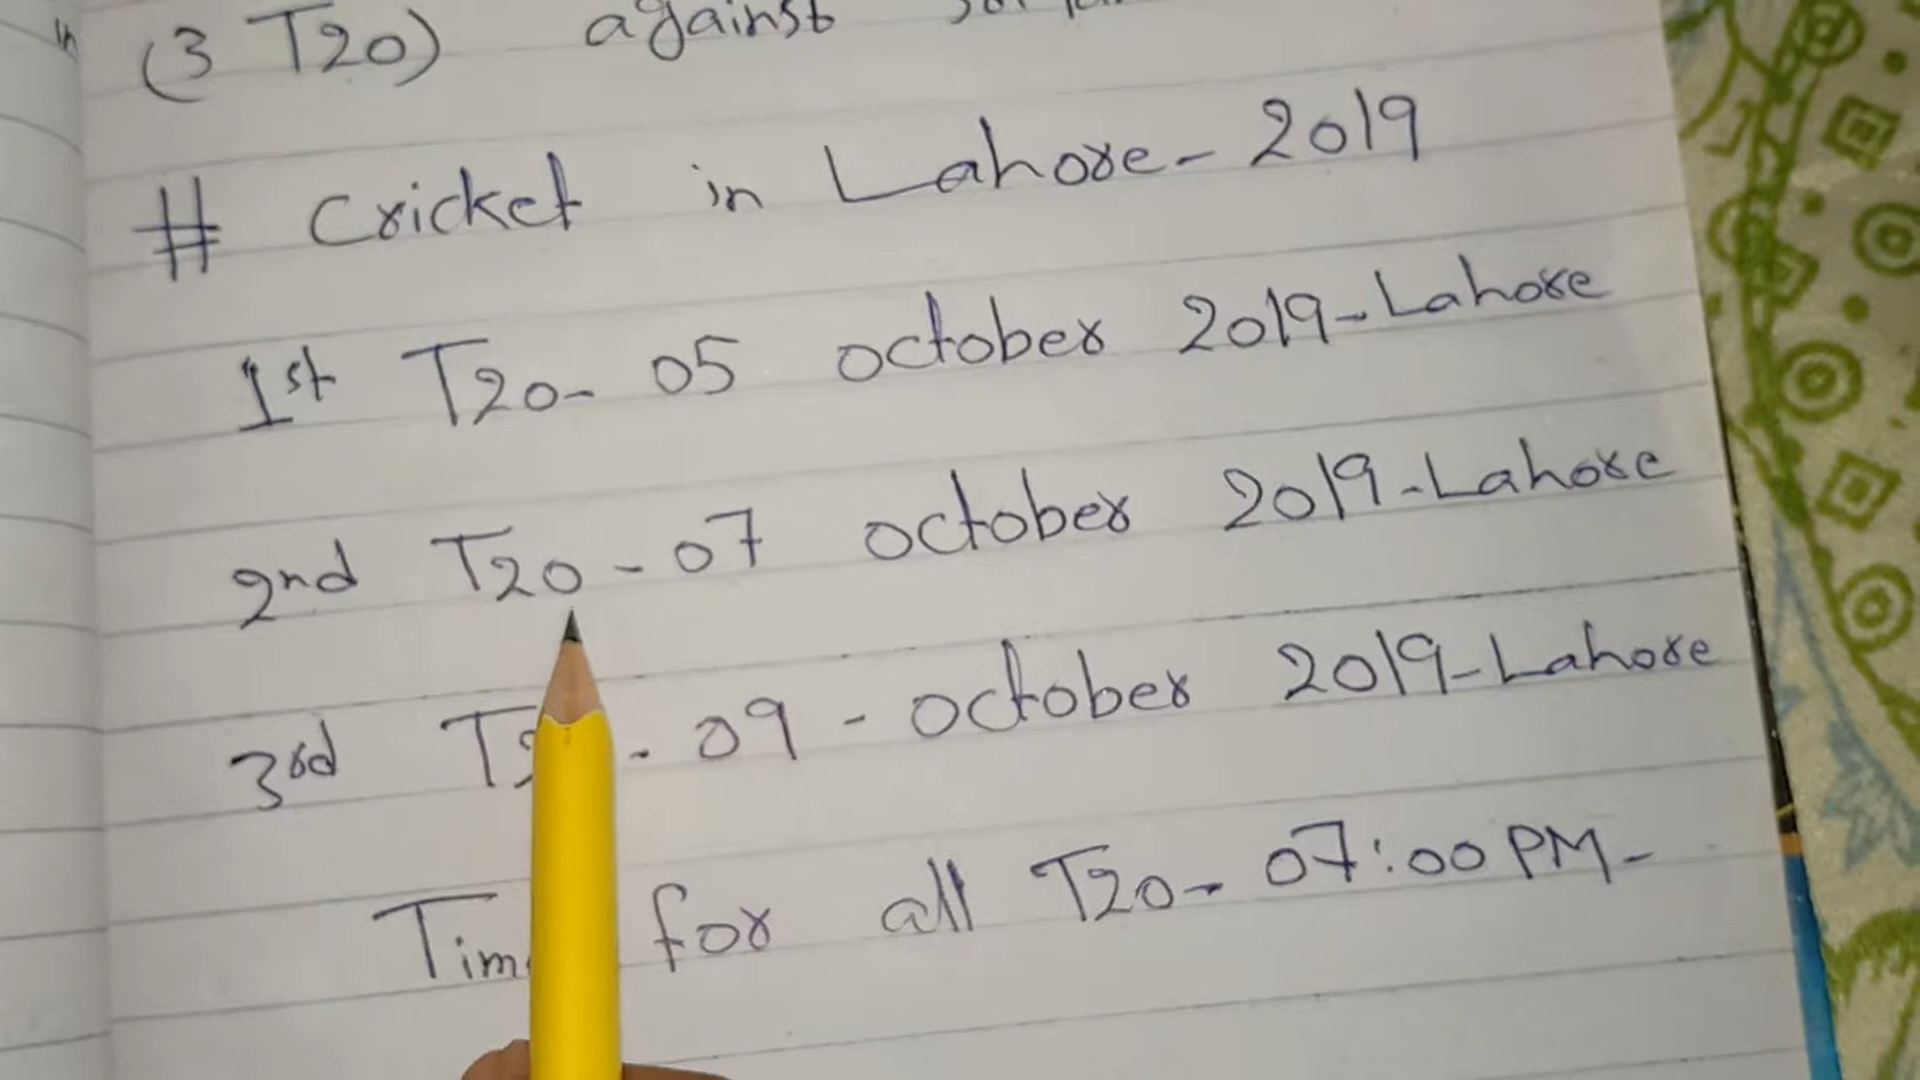 in
(3 T20) against
# Cricket in Lahore - 2019
1st T20 - 05 october 2019 - Lahore
2nd T20 - 07 october 2019 - Lahore
3rd - 09 - october 2019 - Lahore
for all T20 - 07:00 PM -